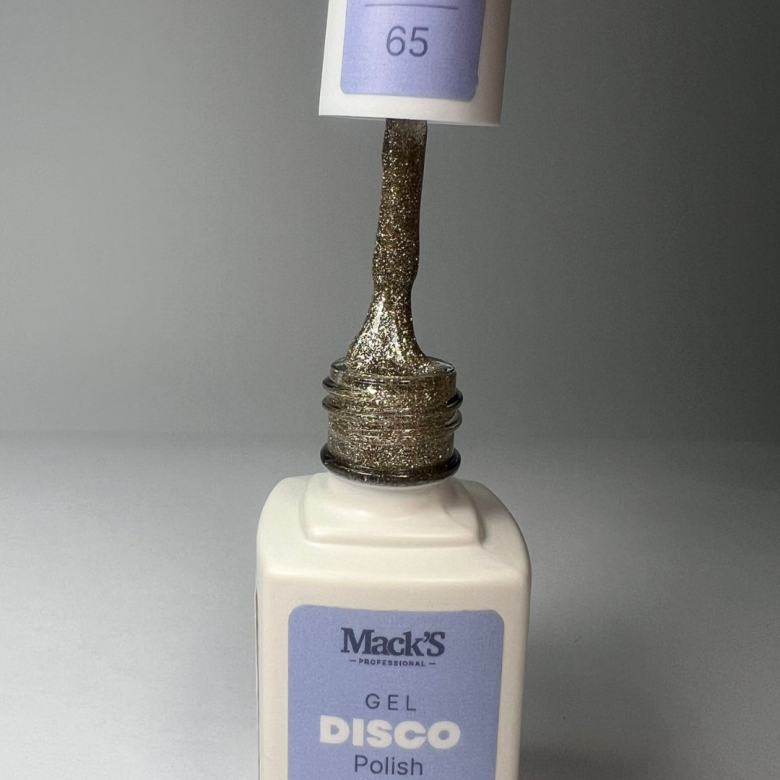 65
Mack'S
PROFESSIONAL
GEL
DISCO
Polish